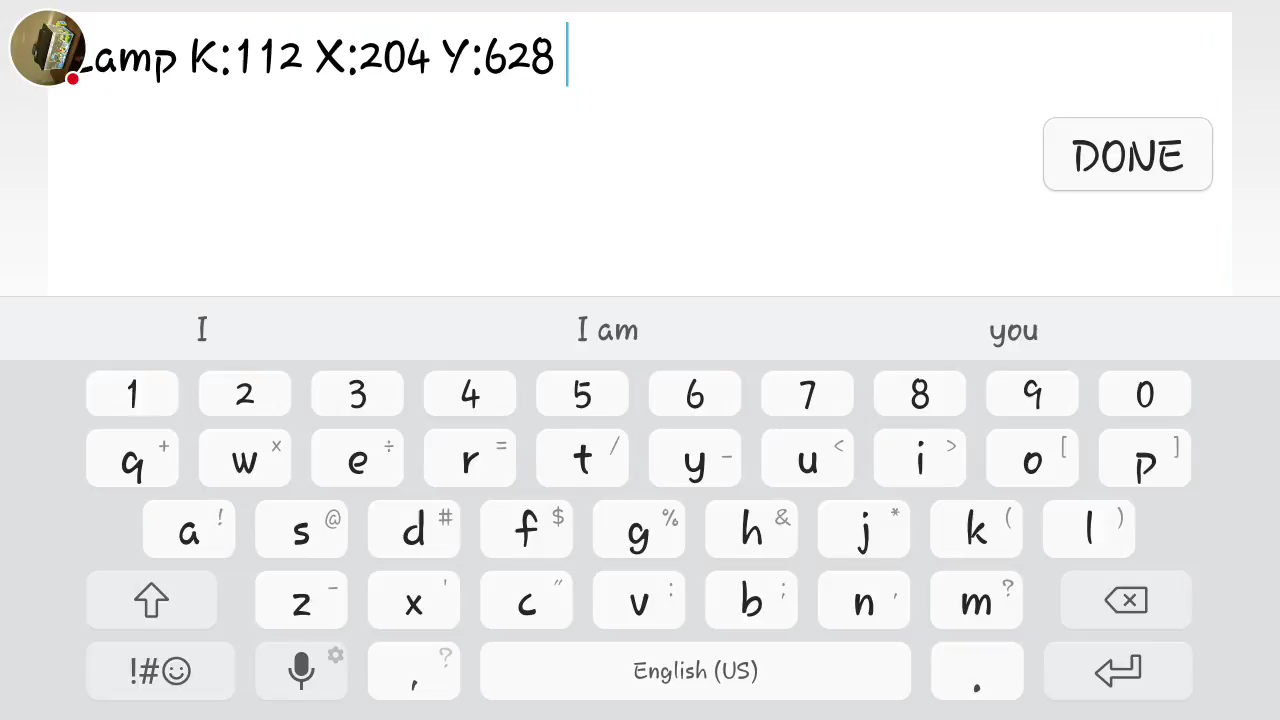 Lamp K:112 X:204 Y:628
DONE
I I am you
1 2 3 4 5 6 7 8 9 0
q + w x e ÷ r = t / y - u < i > o [ p ]
a ! s @ d # f $ g % h & j * k ( l )
z - x ' c " v : b ; n , m ?
!#☺ , ? English (US) .